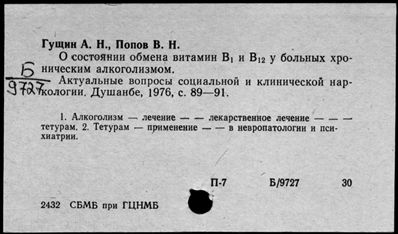 Гущин А. Н., Попов В. Н.
О состоянии обмена витамин В₁ и В₁₂ у больных хро-
ническим алкоголизмом.
Актуальные вопросы социальной и клинической нар-
кологии. Душанбе, 1976, с. 89—91.
Б
9727
1. Алкоголизм — лечение — — лекарственное лечение — — —
тетурам. 2. Тетурам — применение — — в невропатологии и пси-
хиатрии.
П-7 Б/9727 30
2432 СБМБ при ГЦНМБ